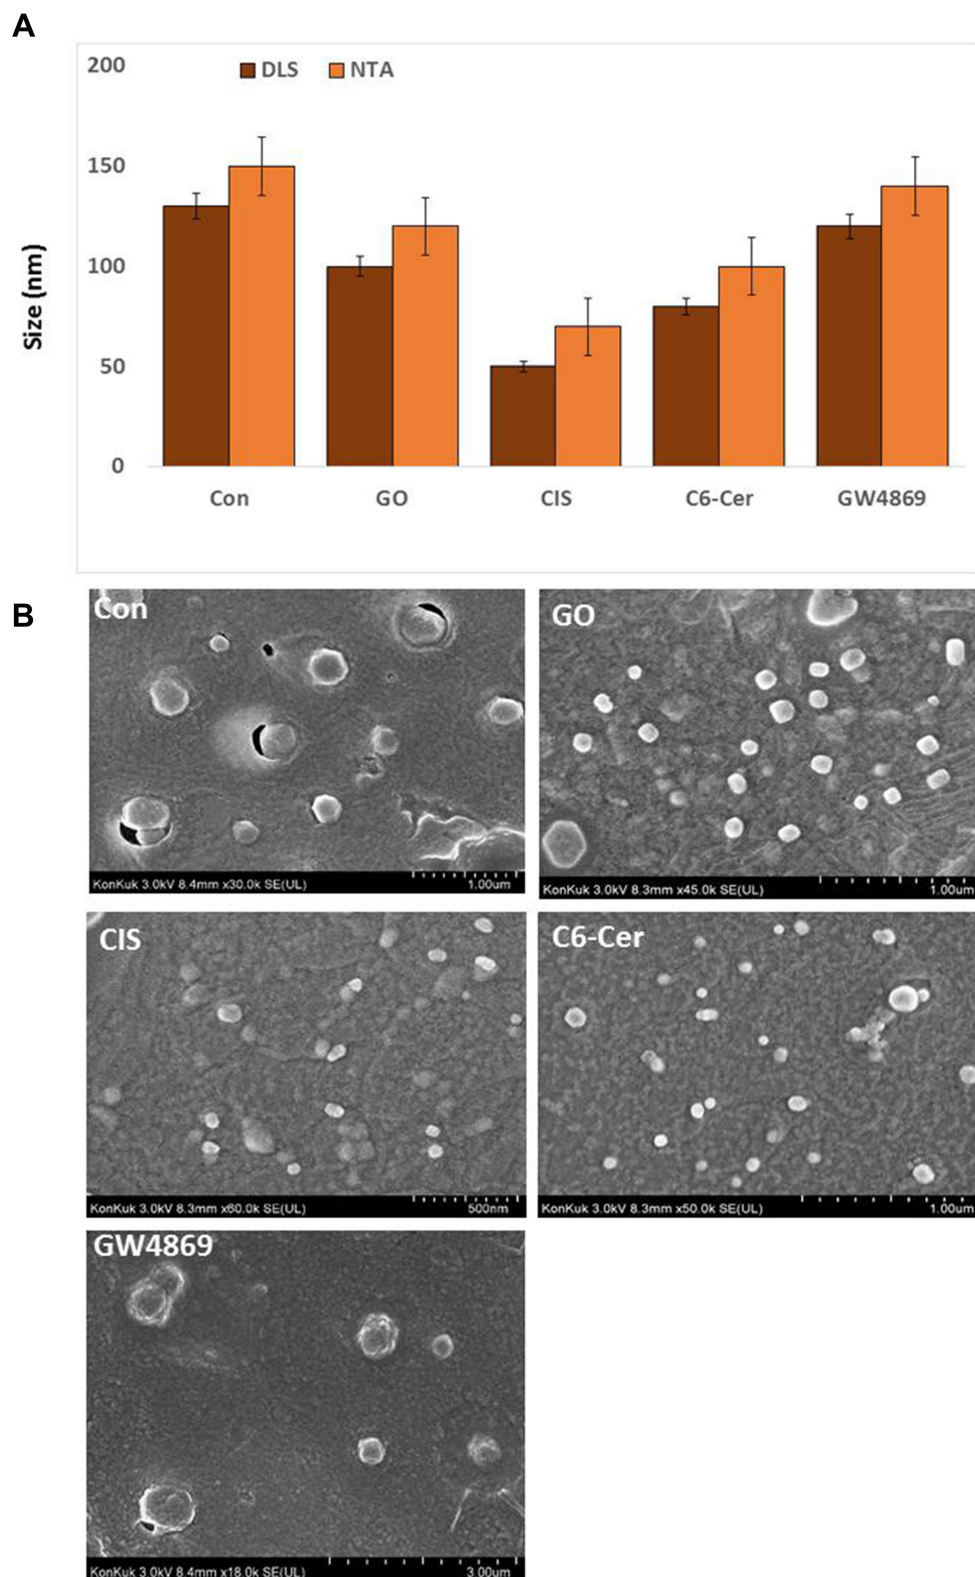 A
200
DLS NTA
150
100
50
0
Size (nm)
Con GO CIS C6-Cer GW4869
B
Con
KonKuk 3.0kV 8.4mm x30.0k SE(UL) 1.00um
GO
KonKuk 3.0kV 8.3mm x45.0k SE(UL) 1.00um
CIS
KonKuk 3.0kV 8.3mm x60.0k SE(UL) 500nm
C6-Cer
KonKuk 3.0kV 8.3mm x50.0k SE(UL) 1.00um
GW4869
KonKuk 3.0kV 8.4mm x18.0k SE(UL) 3.00um